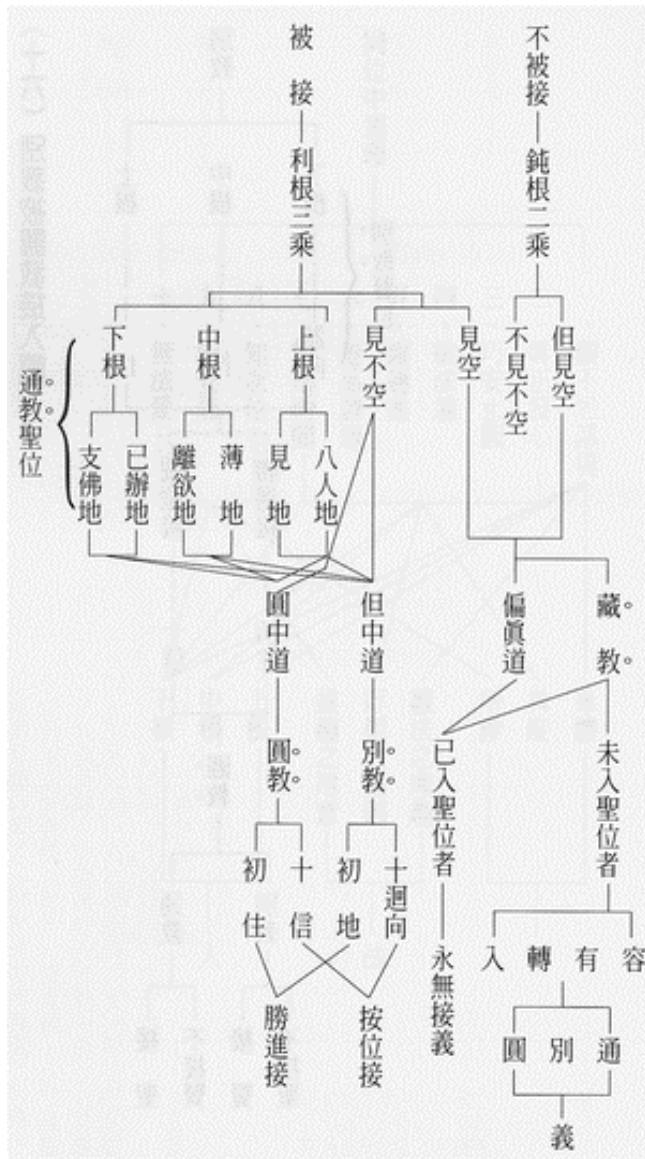 不被接
鈍根二乘
但見空
不見不空
被接
利根三乘
見空
見不空
上根
中根
下根
八人地
見地
薄地
離欲地
已辦地
支佛地
通教聖位
藏教
偏眞道
但中道
圓中道
未入聖位者
已入聖位者
別教
圓教
十迴向
初地
十信
初住
容有轉入
通別圓
義
永無接義
按位接
勝進接